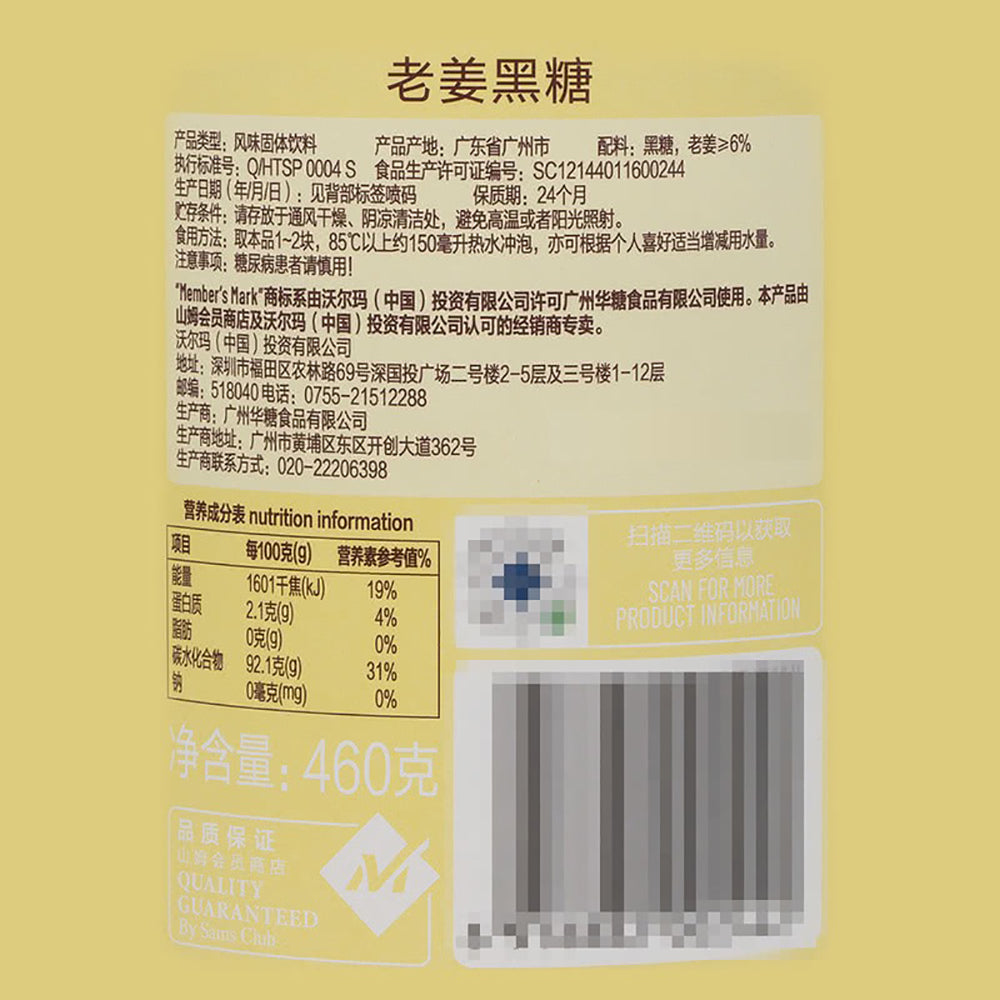 老姜黑糖
产品类型：风味固体饮料 产品产地：广东省广州市 配料：黑糖，老姜≥6%
执行标准号：Q/HTSP 0004 S 食品生产许可证编号：SC12144011600244
生产日期（年/月/日）：见背部标签喷码 保质期：24个月
贮存条件：请存放于通风干燥、阴凉清洁处，避免高温或者阳光照射。
食用方法：取本品1~2块，85℃以上约150毫升热水冲泡，亦可根据个人喜好适当增减用水量。
注意事项：糖尿病患者请慎用！
"Member's Mark"商标系由沃尔玛（中国）投资有限公司许可广州华糖食品有限公司使用。本产品由
山姆会员商店及沃尔玛（中国）投资有限公司认可的经销商专卖。
沃尔玛（中国）投资有限公司
地址：深圳市福田区农林路69号深国投广场二号楼2-5层及三号楼1-12层
邮编：518040 电话：0755-21512288
生产商：广州华糖食品有限公司
生产商地址：广州市黄埔区东区开创大道362号
生产商联系方式：020-22206398
营养成分表 nutrition information
项目 每100克(g) 营养素参考值%
能量 1601千焦(kJ) 19%
蛋白质 2.1克(g) 4%
脂肪 0克(g) 0%
碳水化合物 92.1克(g) 31%
钠 0毫克(mg) 0%
扫描二维码以获取
更多信息
SCAN FOR MORE
PRODUCT INFORMATION
净含量：460克
品质保证
山姆会员商店
QUALITY
GUARANTEED
By Sam's Club
M